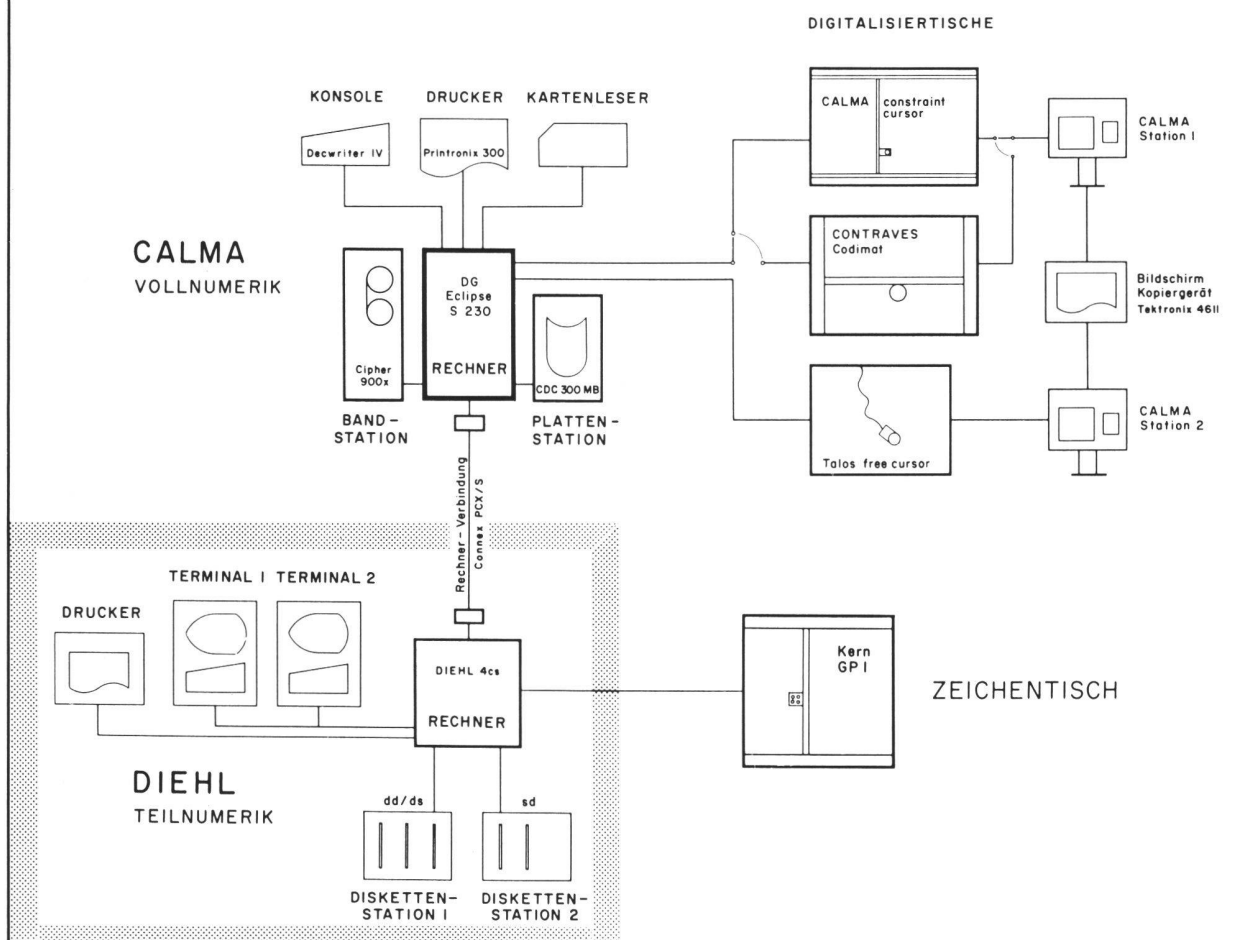 DIGITALISIERTISCHE
KONSOLE
DRUCKER
KARTENLESER
Decwriter IV
Printronix 300
CALMA
constraint
cursor
CALMA
Station 1
CALMA
VOLLNUMERIK
DG
Eclipse
S 230
RECHNER
Cipher
900x
CDC 300 MB
BAND-
STATION
PLATTEN-
STATION
CONTRAVES
Codimat
Bildschirm
Kopiergerät
Tektronix 4611
Talos free cursor
CALMA
Station 2
Rechner-Verbindung
Connex PCX/S
TERMINAL 1 TERMINAL 2
DRUCKER
DIEHL 4cs
RECHNER
Kern
GP1
ZEICHENTISCH
DIEHL
TEILNUMERIK
dd/ds
sd
DISKETTEN-
STATION 1
DISKETTEN-
STATION 2